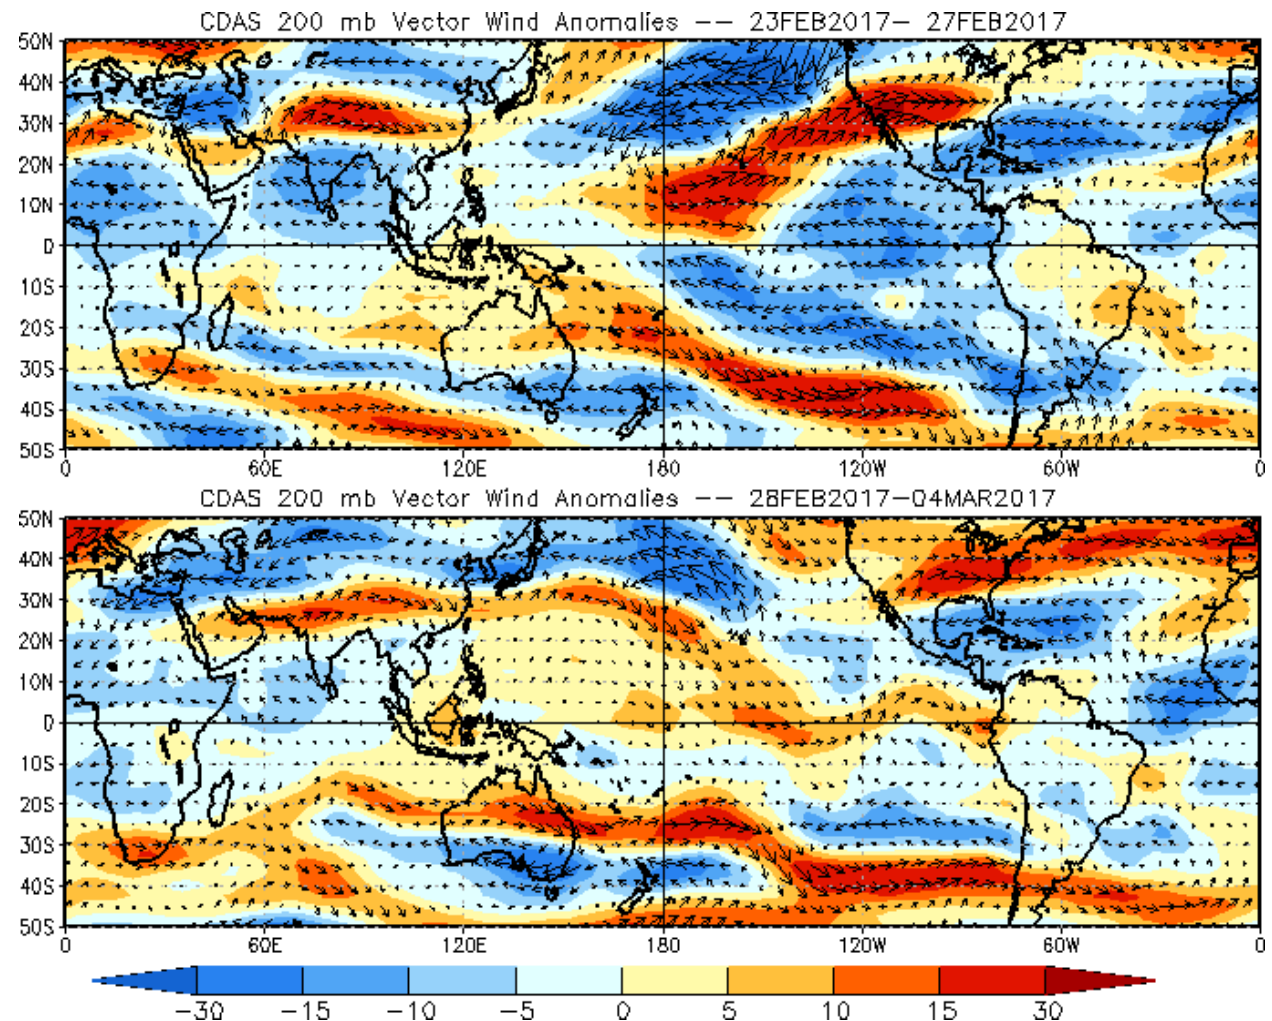 CDAS 200 mb Vector Wind Anomalies -- 23FEB2017- 27FEB2017
50N
40N
30N
20N
10N
0
10S
20S
30S
40S
50S
0 60E 120E 180 120W 60W 0
CDAS 200 mb Vector Wind Anomalies -- 28FEB2017-04MAR2017
50N
40N
30N
20N
10N
0
10S
20S
30S
40S
50S
0 60E 120E 180 120W 60W 0
-30 -15 -10 -5 0 5 10 15 30